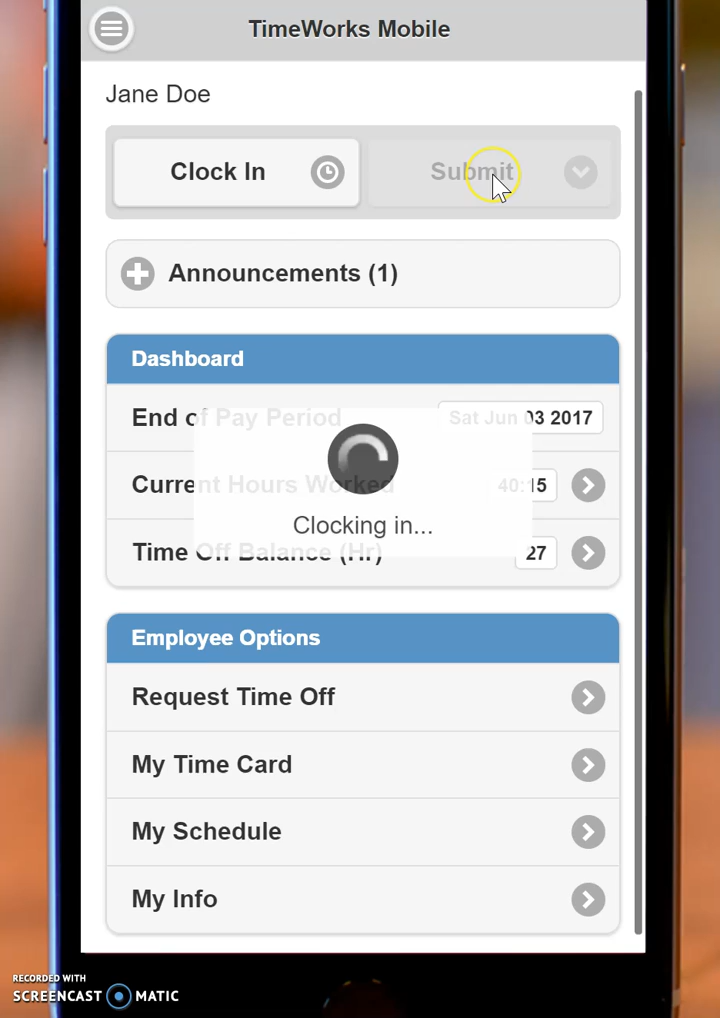 TimeWorks Mobile
Jane Doe
Clock In
Submit
Announcements (1)
Dashboard
End of Pay Period
Sat Jun 03 2017
Current Hours Worked
40:15
Clocking in...
Time Off Balance (Hr)
27
Employee Options
Request Time Off
My Time Card
My Schedule
My Info
RECORDED WITH
SCREENCAST MATIC